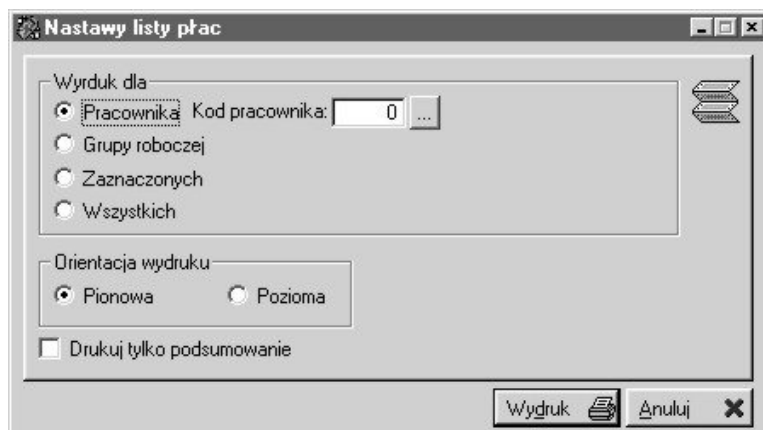 Nastawy listy płac
Wyrduk dla
Pracownika Kod pracownika: 0 ...
Grupy roboczej
Zaznaczonych
Wszystkich
Orientacja wydruku
Pionowa Pozioma
Drukuj tylko podsumowanie
Wydruk Anuluj